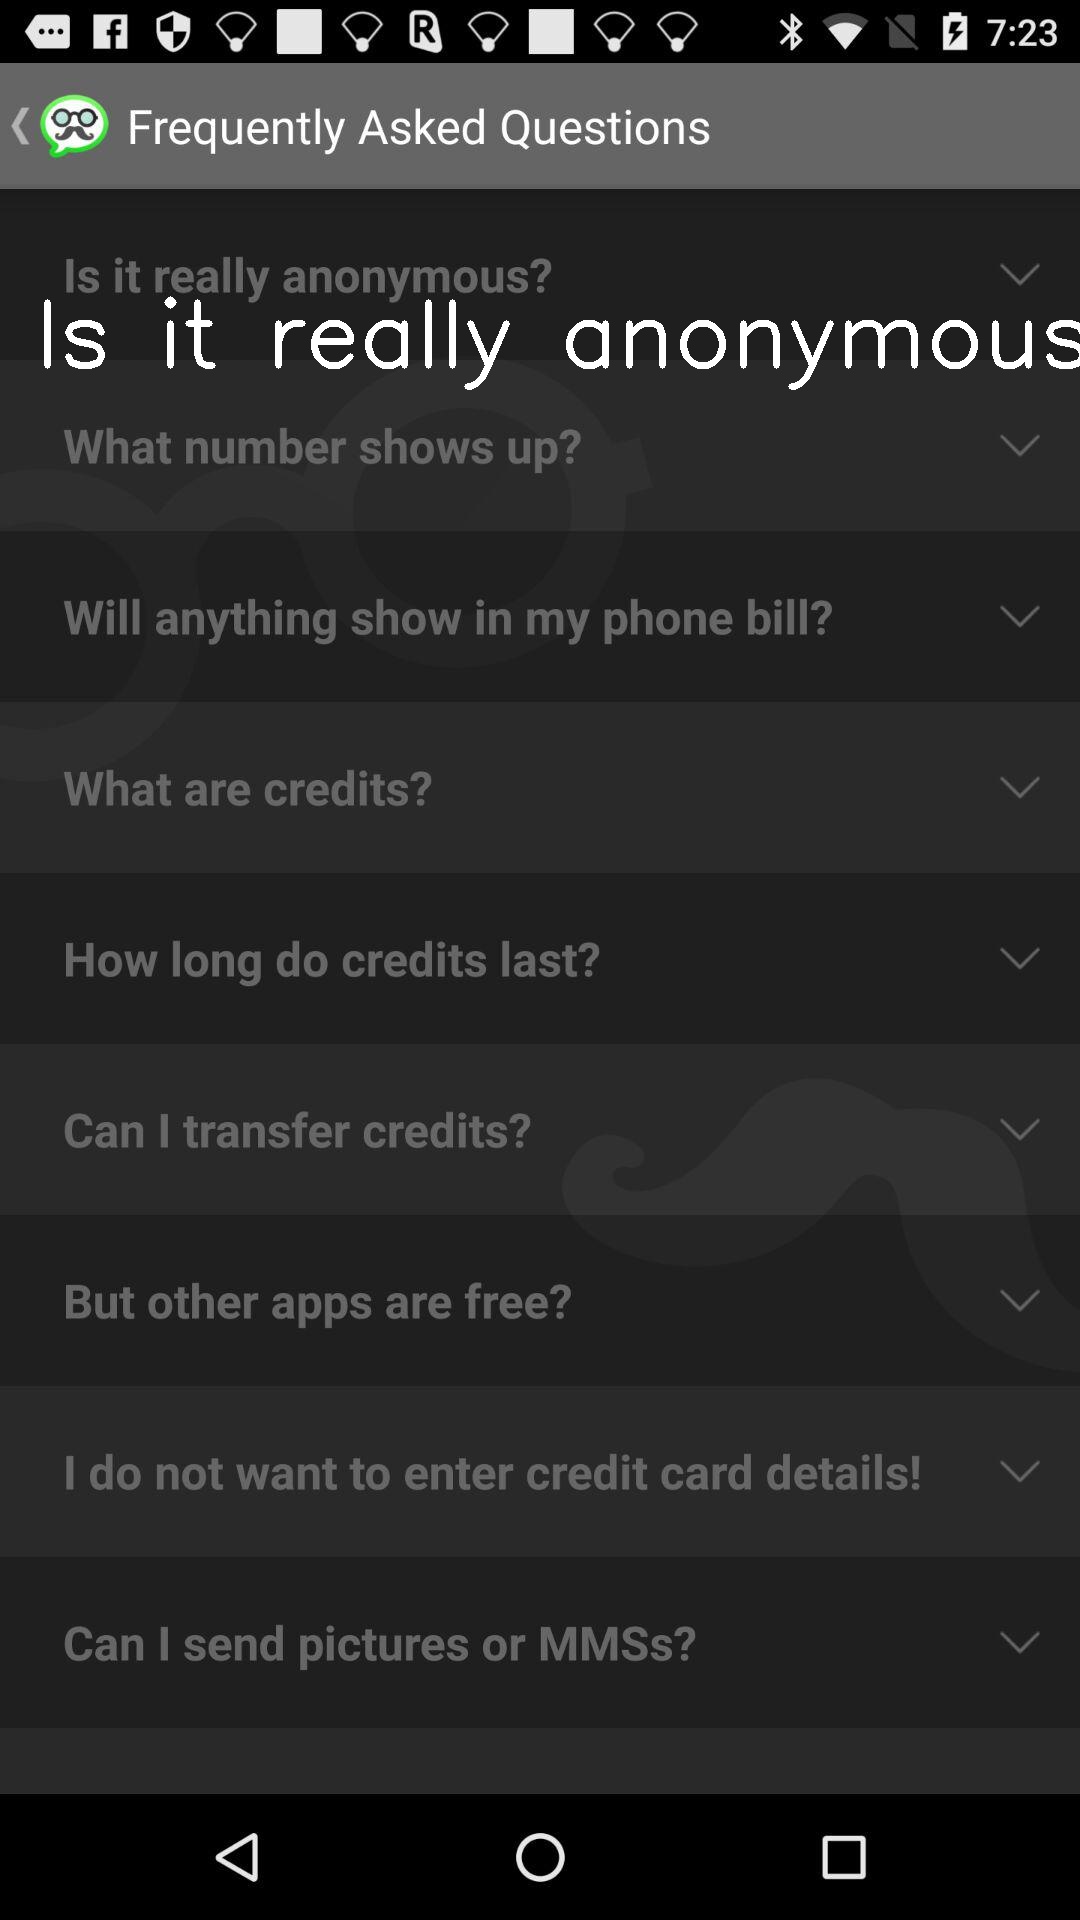 7:23
Frequently Asked Questions
Is it really anonymous?
Is it really anonymous
What number shows up?
Will anything show in my phone bill?
What are credits?
How long do credits last?
Can I transfer credits?
But other apps are free?
I do not want to enter credit card details!
Can I send pictures or MMSs?